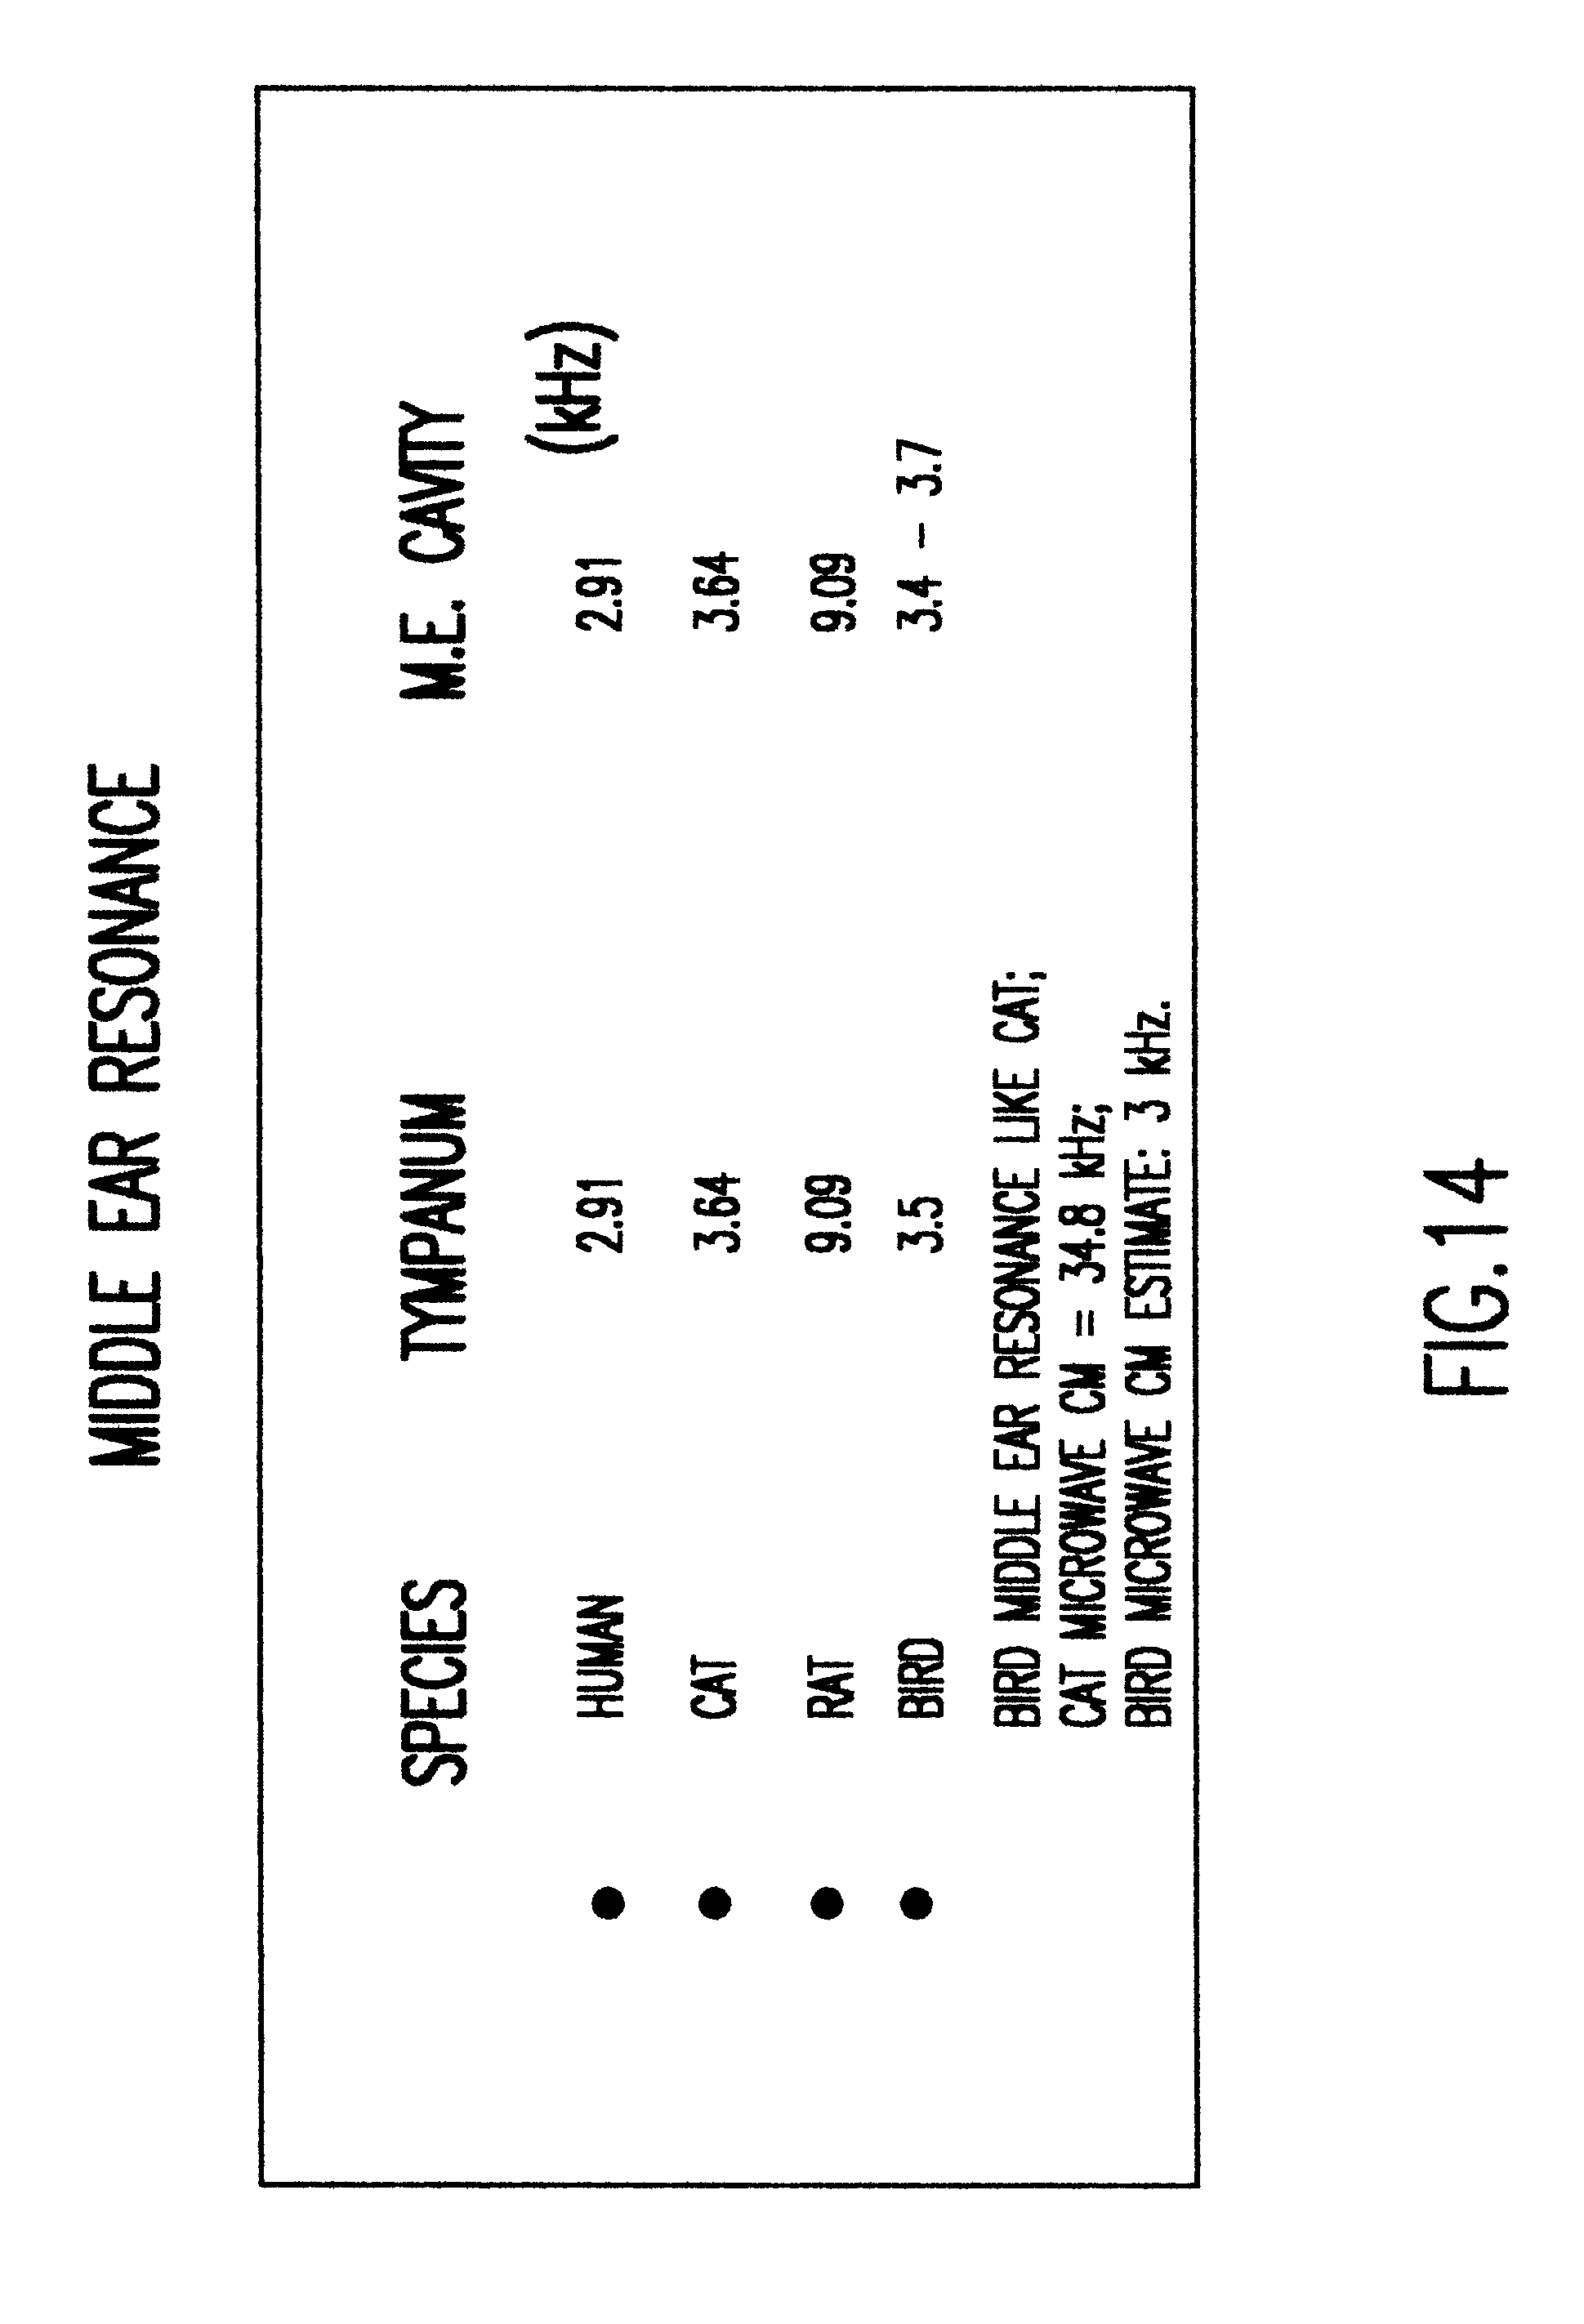 MIDDLE EAR RESONANCE
SPECIES TYMPANUM M.E. CAVITY
(kHz)
● HUMAN 2.91 2.91
● CAT 3.64 3.64
● RAT 9.09 9.09
● BIRD 3.5 3.4 – 3.7
BIRD MIDDLE EAR RESONANCE LIKE CAT;
CAT MICROWAVE CM = 34.8 kHz;
BIRD MICROWAVE CM ESTIMATE: 3 kHz.
FIG.14